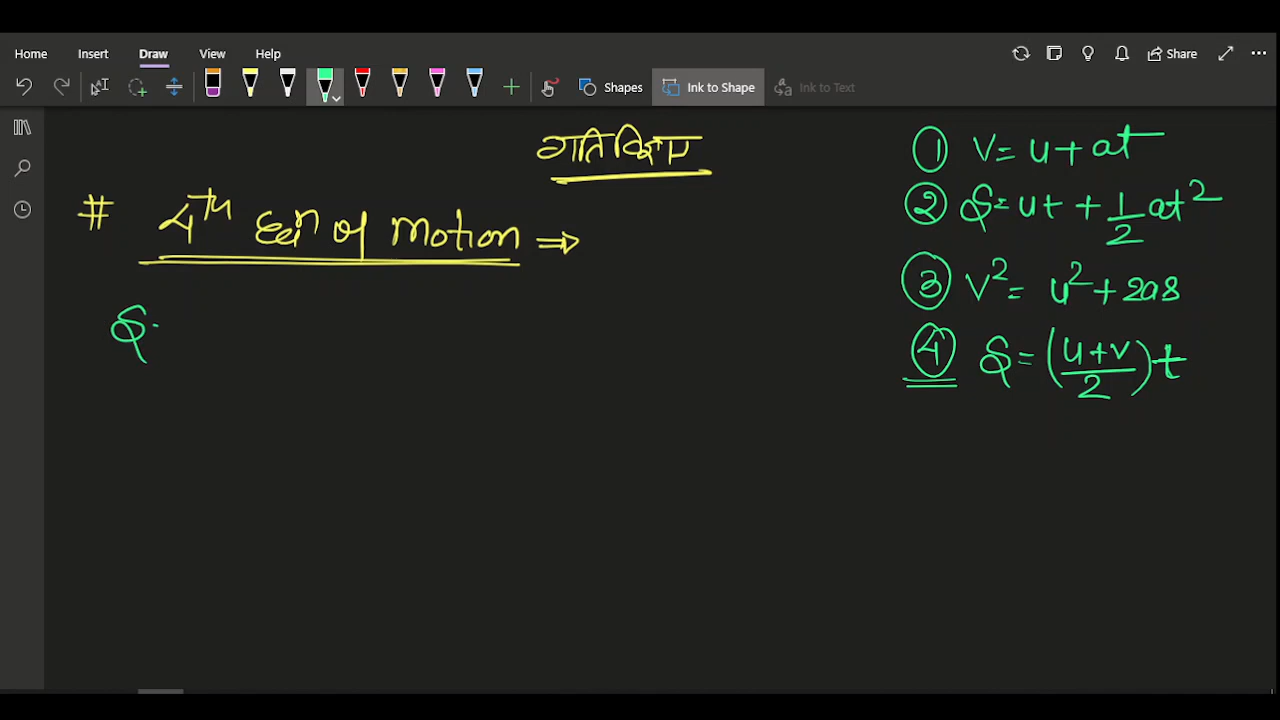 Home Insert Draw View Help
Share
Shapes Ink to Shape Ink to Text
गतिविज्ञान
# 4th Eqn of Motion ⇒
S
① V = u + at
② S = ut + 1/2 at²
③ V² = u² + 2as
④ S = (u+v/2)t